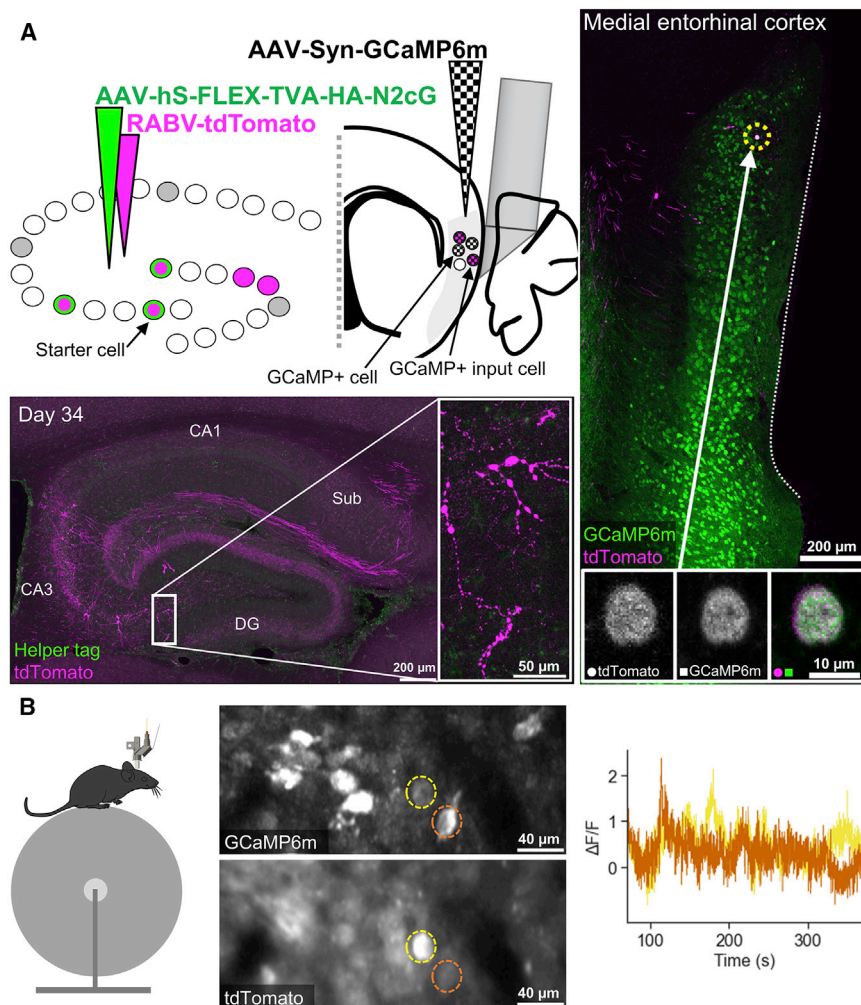 A
AAV-Syn-GCaMP6m
AAV-hS-FLEX-TVA-HA-N2cG
RABV-tdTomato
Starter cell
GCaMP+ cell
GCaMP+ input cell
Medial entorhinal cortex
GCaMP6m
tdTomato
200 µm
tdTomato
GCaMP6m
10 µm
Day 34
CA1
Sub
CA3
DG
Helper tag
tdTomato
200 µm
50 µm
B
GCaMP6m
40 µm
tdTomato
40 µm
ΔF/F
2
1
0
100
200
300
Time (s)